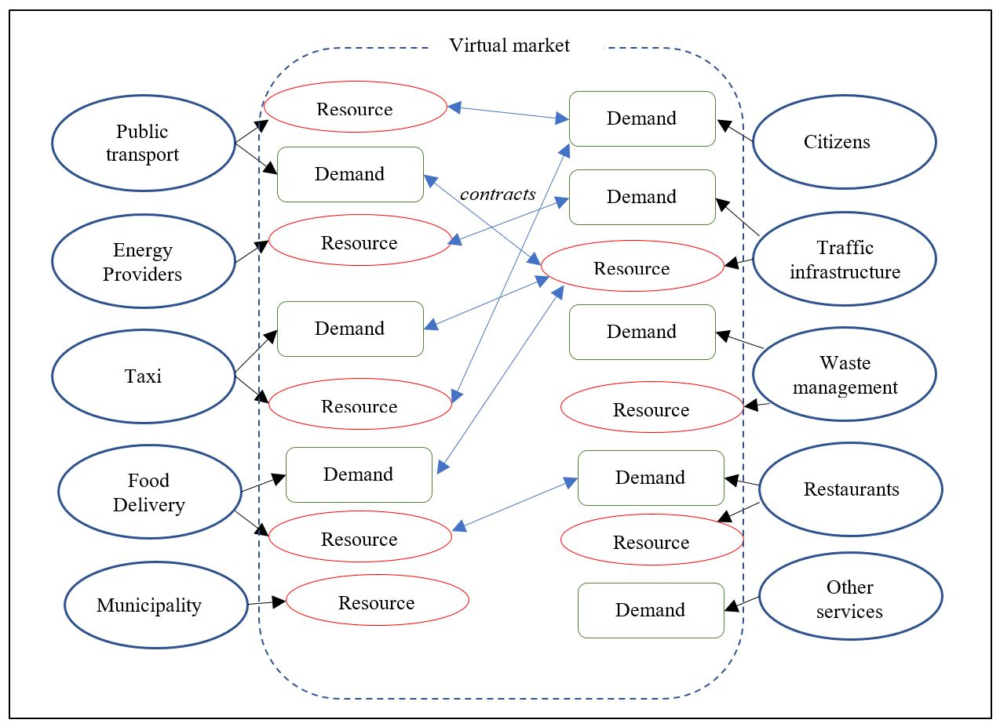 Virtual market
Public
transport
Resource
Demand
Citizens
Demand
contracts
Demand
Energy
Providers
Resource
Resource
Traffic
infrastructure
Taxi
Demand
Demand
Waste
management
Resource
Resource
Food
Delivery
Demand
Demand
Restaurants
Resource
Resource
Municipality
Resource
Demand
Other
services